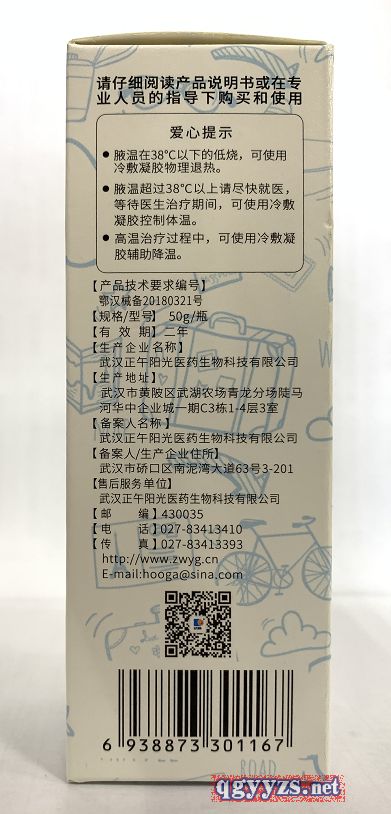 请仔细阅读产品说明书或在专
业人员的指导下购买和使用
爱心提示
● 腋温在38℃以下的低烧，可使用
冷敷凝胶物理退热。
● 腋温超过38℃以上请尽快就医，
等待医生治疗期间，可使用冷敷
凝胶控制体温。
● 高温治疗过程中，可使用冷敷凝
胶辅助降温。
【产品技术要求编号】
鄂汉械备20180321号
【规格/型号】 50g/瓶
【有 效 期】二年
【生产企业名称】
武汉正午阳光医药生物科技有限公司
【生产地址】
武汉市黄陂区武湖农场青龙分场陡马
河华中企业城一期C3栋1-4层3室
【备案人名称】
武汉正午阳光医药生物科技有限公司
【备案人/生产企业住所】
武汉市硚口区南泥湾大道63号3-201
【售后服务单位】
武汉正午阳光医药生物科技有限公司
【邮 编】430035
【电 话】027-83413410
【传 真】027-83413393
http://www.zwyg.cn
E-mail:hooga@sina.com
6 938873 301167
ROAD
qgyyzs.net